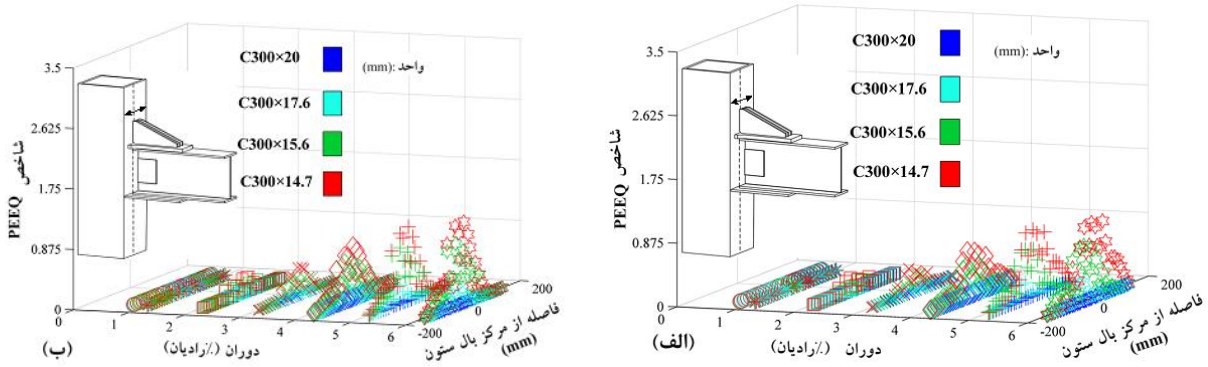 3.5
2.625
1.75
0.875
0
شاخص PEEQ
C300×20
C300×17.6
C300×15.6
C300×14.7
واحد :(mm)
0
1
2
3
4
5
6
-200
0
200
دوران (٪رادیان)
فاصله از مرکز بال ستون
(mm)
(ب)
3.5
2.625
1.75
0.875
0
شاخص PEEQ
C300×20
C300×17.6
C300×15.6
C300×14.7
واحد :(mm)
0
1
2
3
4
5
6
-200
0
200
دوران (٪رادیان)
فاصله از مرکز بال ستون
(mm)
(الف)